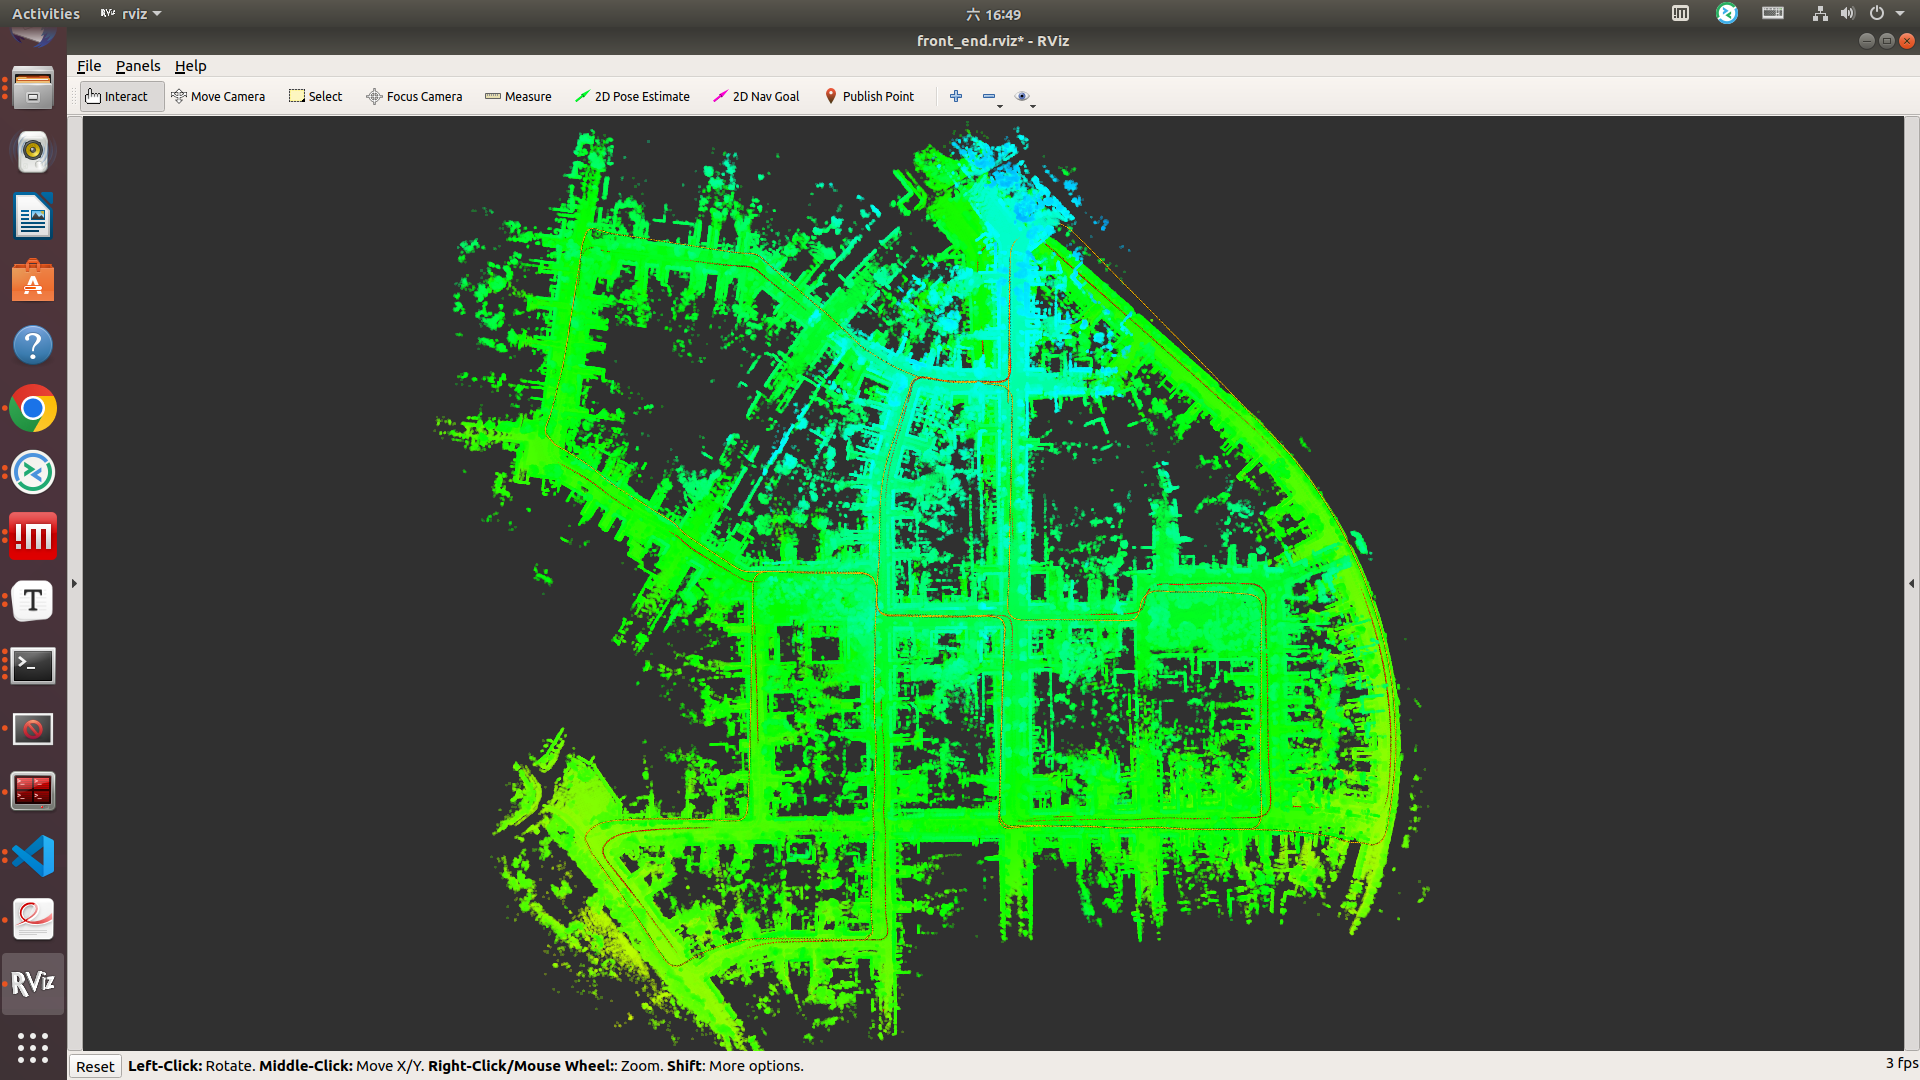 Activities
RViz rviz
六 16:49
!m
front_end.rviz* - RViz
File Panels Help
Interact Move Camera Select Focus Camera Measure 2D Pose Estimate 2D Nav Goal Publish Point
A
?
!m
T
>_
RViz
Reset Left-Click: Rotate. Middle-Click: Move X/Y. Right-Click/Mouse Wheel:: Zoom. Shift: More options.
3 fps